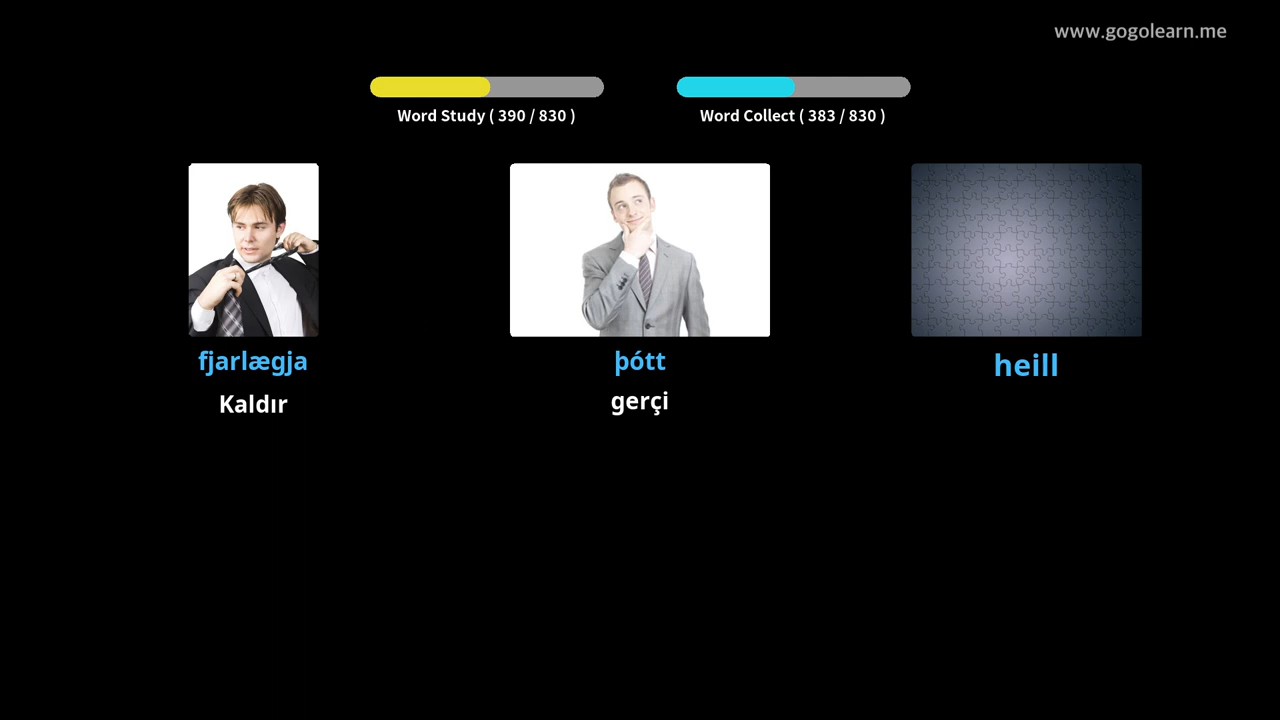 www.gogolearn.me
Word Study ( 390 / 830 )
Word Collect ( 383 / 830 )
fjarlægja
Kaldır
þótt
gerçi
heill